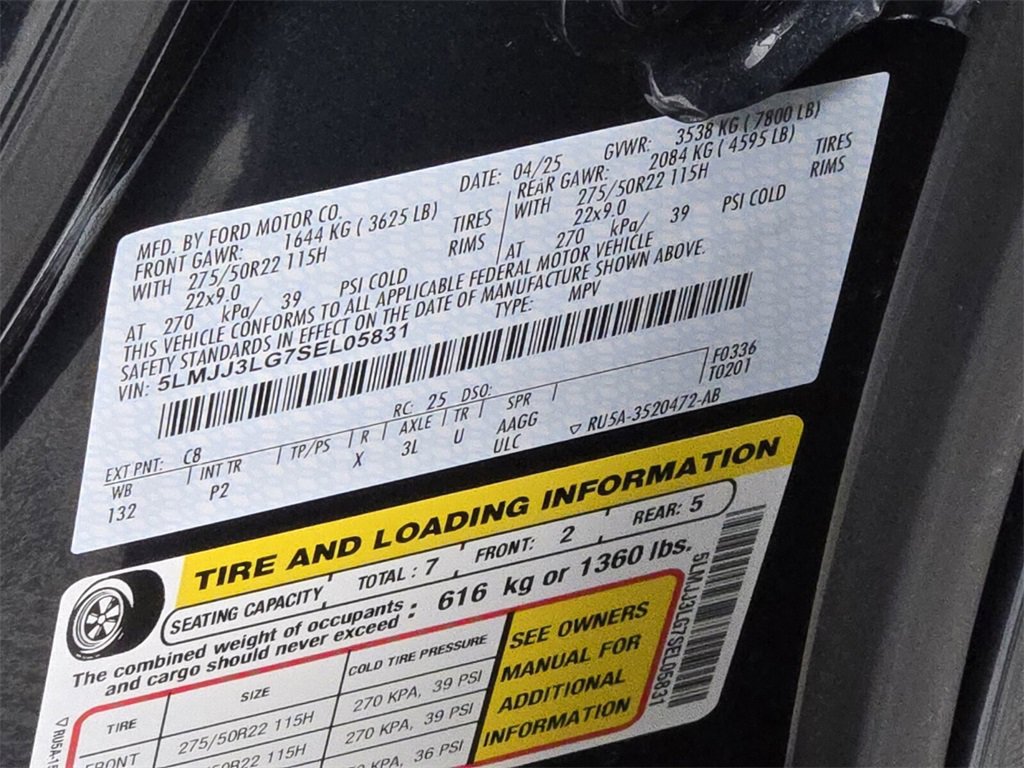 MFD. BY FORD MOTOR CO.
DATE: 04/25
GVWR: 3538 KG ( 7800 LB)
FRONT GAWR: 1644 KG ( 3625 LB)
REAR GAWR: 2084 KG ( 4595 LB)
WITH 275/50R22 115H TIRES
WITH 275/50R22 115H TIRES
22x9.0 RIMS
22x9.0 RIMS
AT 270 kPa/ 39 PSI COLD
AT 270 kPa/ 39 PSI COLD
THIS VEHICLE CONFORMS TO ALL APPLICABLE FEDERAL MOTOR VEHICLE
SAFETY STANDARDS IN EFFECT ON THE DATE OF MANUFACTURE SHOWN ABOVE.
VIN: 5LMJJ3LG7SEL05831
TYPE: MPV
F0336
T0201
EXT PNT: C8 RC: 25 DSO:
WB INT TR TP/PS R AXLE TR SPR
132 P2 X 3L U AAGG
ULC
▽ RU5A-3520472-AB
TIRE AND LOADING INFORMATION
SEATING CAPACITY TOTAL : 7 FRONT: 2 REAR: 5
The combined weight of occupants
and cargo should never exceed : 616 kg or 1360 lbs.
TIRE SIZE COLD TIRE PRESSURE
FRONT 275/50R22 115H 270 KPA, 39 PSI
/50R22 115H 270 KPA, 39 PSI
KPA, 36 PSI
SEE OWNERS
MANUAL FOR
ADDITIONAL
INFORMATION
5LMJJ3LG7SEL05831
▽ RU5A-15